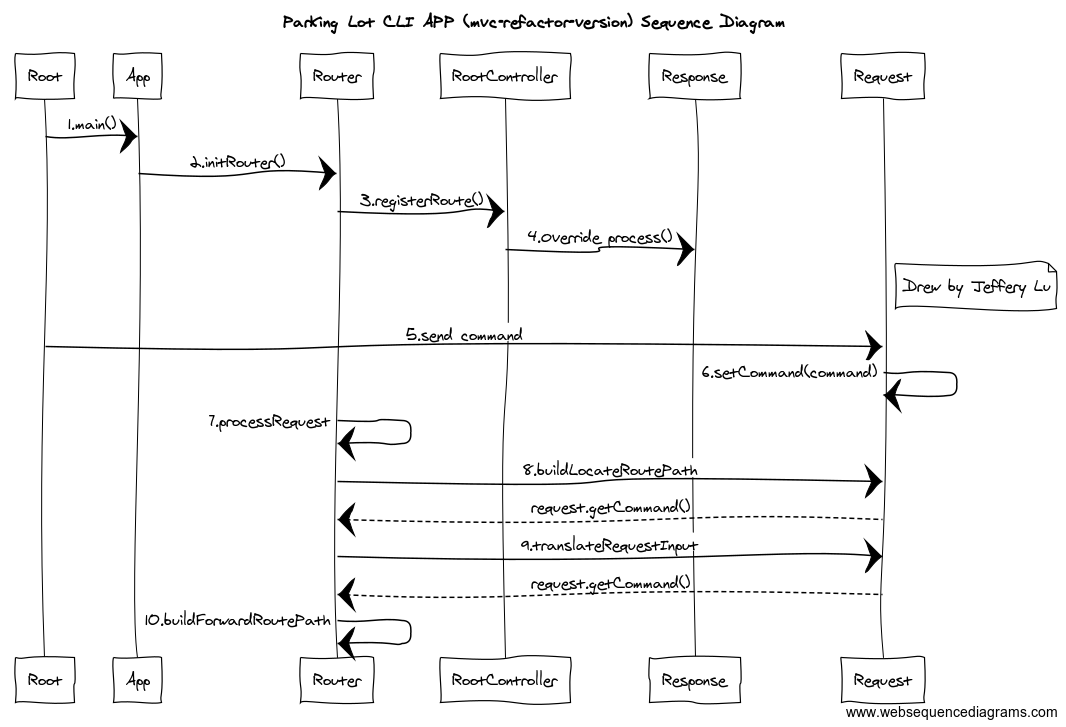 Parking Lot CLI APP (mvc-refactor-version) Sequence Diagram
Root App Router RootController Response Request
1.main()
2.initRouter()
3.registerRoute()
4.Override process()
Drew by Jeffery Lu
5.send command
6.setCommand(command)
7.processRequest
8.buildLocateRoutePath
request.getCommand()
9.translateRequestInput
request.getCommand()
10.buildForwardRoutePath
Root App Router RootController Response Request
www.websequencediagrams.com